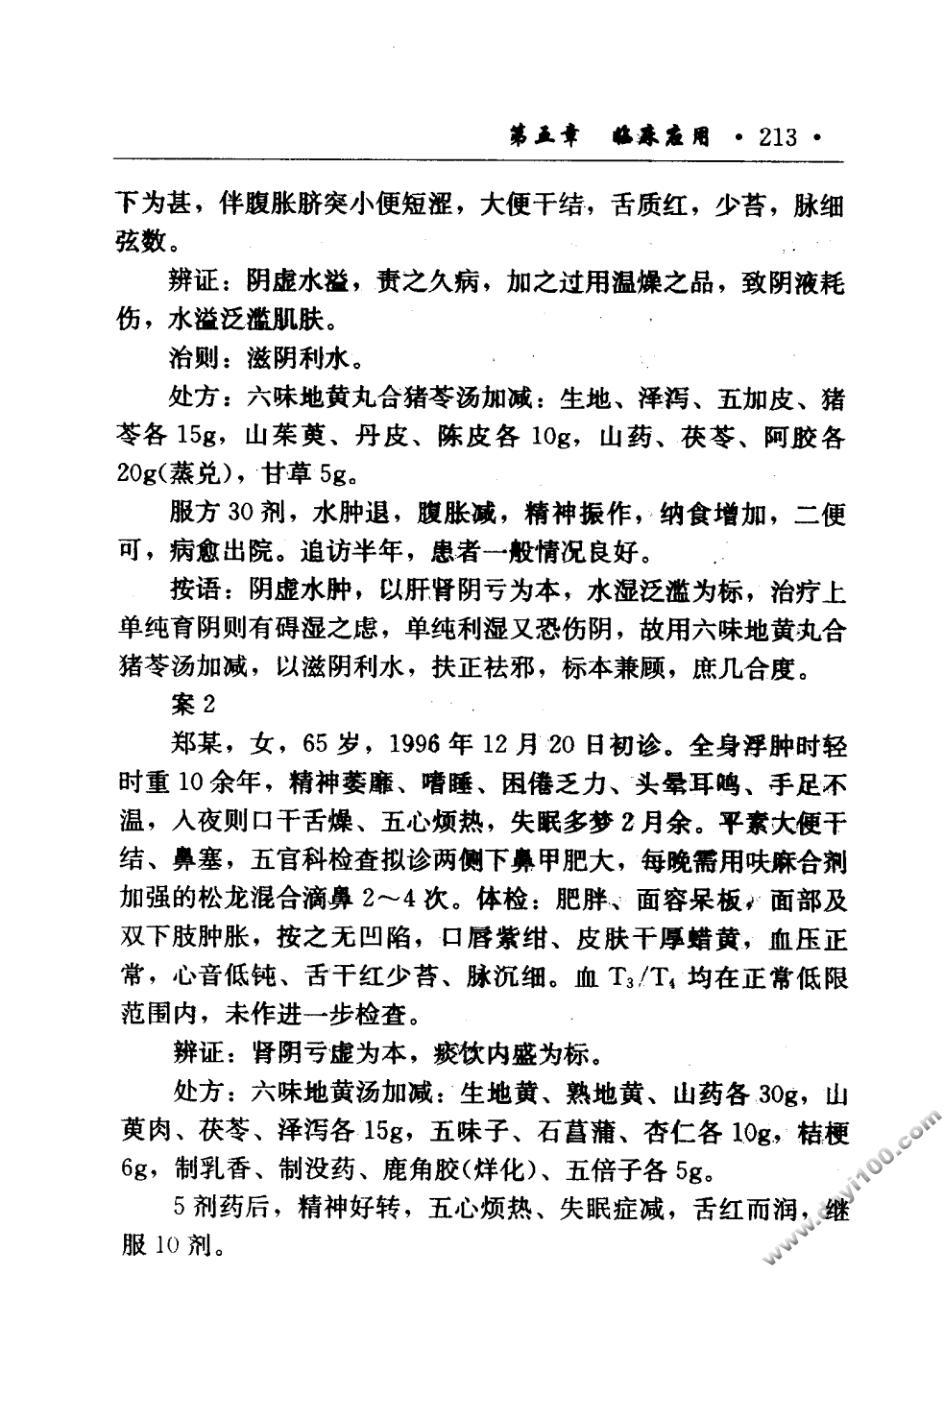 第五章 临床应用 · 213 ·
下为甚，伴腹胀脐突小便短涩，大便干结，舌质红，少苔，脉细
弦数。
辨证：阴虚水溢，责之久病，加之过用温燥之品，致阴液耗
伤，水溢泛滥肌肤。
治则：滋阴利水。
处方：六味地黄丸合猪苓汤加减：生地、泽泻、五加皮、猪
苓各 15g，山茱萸、丹皮、陈皮各 10g，山药、茯苓、阿胶各
20g(蒸兑)，甘草 5g。
服方 30 剂，水肿退，腹胀减，精神振作，纳食增加，二便
可，病愈出院。追访半年，患者一般情况良好。
按语：阴虚水肿，以肝肾阴亏为本，水湿泛滥为标，治疗上
单纯育阴则有碍湿之虑，单纯利湿又恐伤阴，故用六味地黄丸合
猪苓汤加减，以滋阴利水，扶正祛邪，标本兼顾，庶几合度。
案 2
郑某，女，65 岁，1996 年 12 月 20 日初诊。全身浮肿时轻
时重 10 余年，精神萎靡、嗜睡、困倦乏力、头晕耳鸣、手足不
温，入夜则口干舌燥、五心烦热，失眠多梦 2 月余。平素大便干
结、鼻塞，五官科检查拟诊两侧下鼻甲肥大，每晚需用呋麻合剂
加强的松龙混合滴鼻 2～4 次。体检：肥胖、面容呆板，面部及
双下肢肿胀，按之无凹陷，口唇紫绀、皮肤干厚蜡黄，血压正
常，心音低钝、舌干红少苔、脉沉细。血 T₃/T₄ 均在正常低限
范围内，未作进一步检查。
辨证：肾阴亏虚为本，痰饮内盛为标。
处方：六味地黄汤加减：生地黄、熟地黄、山药各 30g，山
萸肉、茯苓、泽泻各 15g，五味子、石菖蒲、杏仁各 10g，桔梗
6g，制乳香、制没药、鹿角胶(烊化)、五倍子各 5g。
5 剂药后，精神好转，五心烦热、失眠症减，舌红而润，继
服 10 剂。
www.dayi100.com